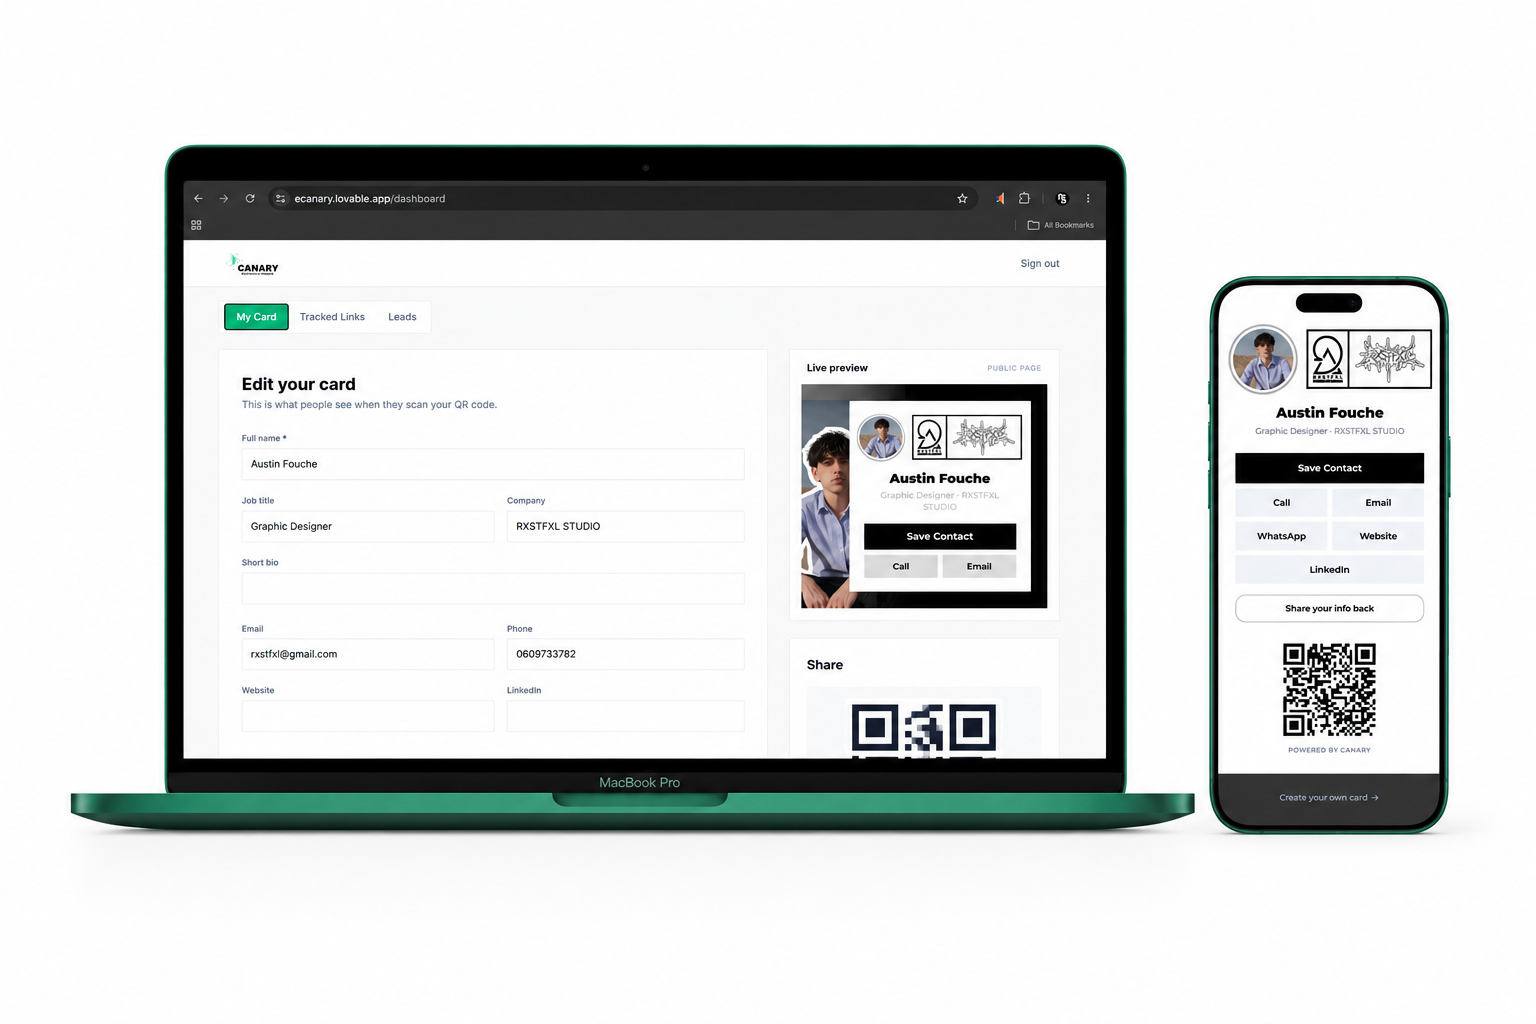 ecanary.lovable.app/dashboard
All Bookmarks
CANARY
Sign out
My Card
Tracked Links
Leads
Edit your card
This is what people see when they scan your QR code.
Full name *
Austin Fouche
Job title
Company
Graphic Designer
RXSTFXL STUDIO
Short bio
Email
Phone
rxstfxl@gmail.com
0609733782
Website
LinkedIn
Live preview
PUBLIC PAGE
RXSTFXL
Austin Fouche
Graphic Designer · RXSTFXL
STUDIO
Save Contact
Call
Email
Share
MacBook Pro
RXSTFXL
Austin Fouche
Graphic Designer · RXSTFXL STUDIO
Save Contact
Call
Email
WhatsApp
Website
LinkedIn
Share your info back
POWERED BY CANARY
Create your own card →